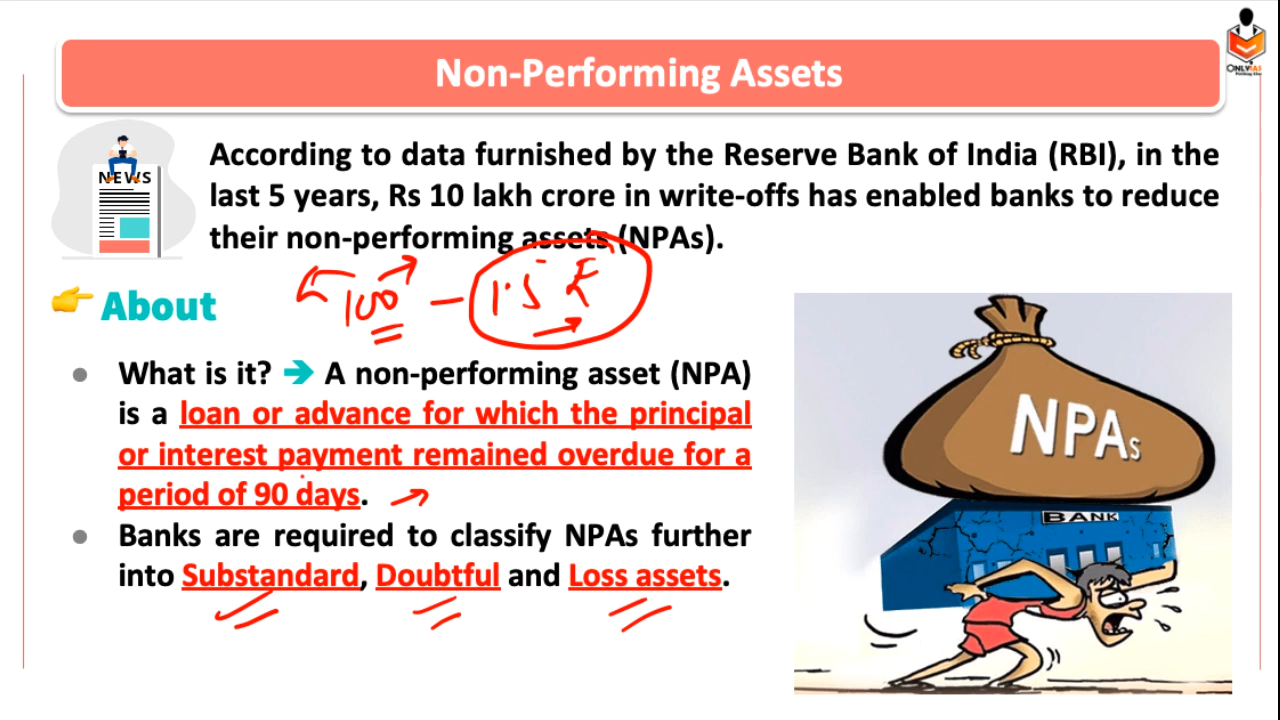 Non-Performing Assets
ONLYIAS
NEWS
According to data furnished by the Reserve Bank of India (RBI), in the
last 5 years, Rs 10 lakh crore in write-offs has enabled banks to reduce
their non-performing assets (NPAs).
100 – 1.5 ₹
👉 About
● What is it? ➔ A non-performing asset (NPA)
is a loan or advance for which the principal
or interest payment remained overdue for a
period of 90 days.
● Banks are required to classify NPAs further
into Substandard, Doubtful and Loss assets.
NPAs
BANK